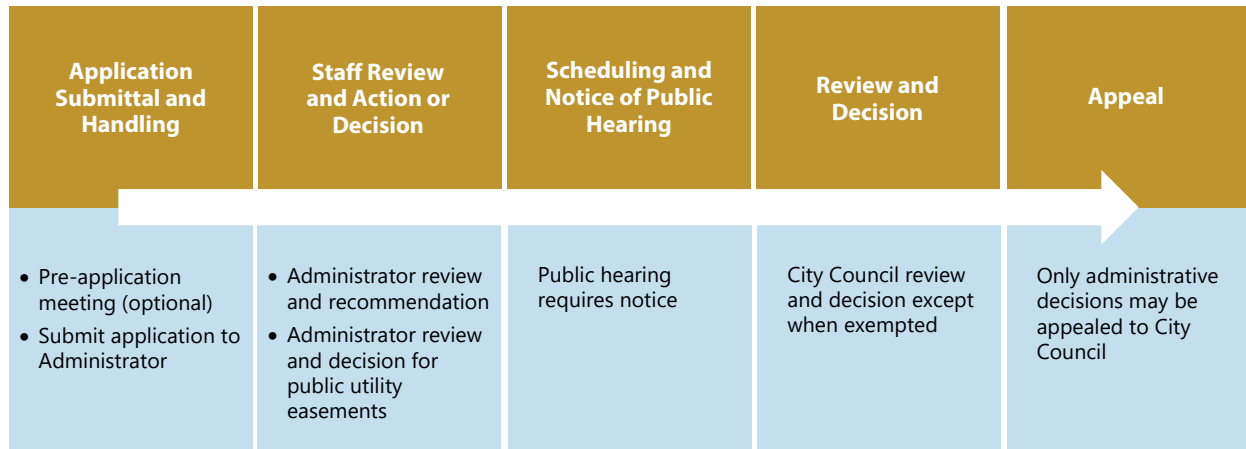 Application
Submittal and
Handling
Staff Review
and Action or
Decision
Scheduling and
Notice of Public
Hearing
Review and
Decision
Appeal
• Pre-application
meeting (optional)
• Submit application to
Administrator
• Administrator review
and recommendation
• Administrator review
and decision for
public utility
easements
Public hearing
requires notice
City Council review
and decision except
when exempted
Only administrative
decisions may be
appealed to City
Council